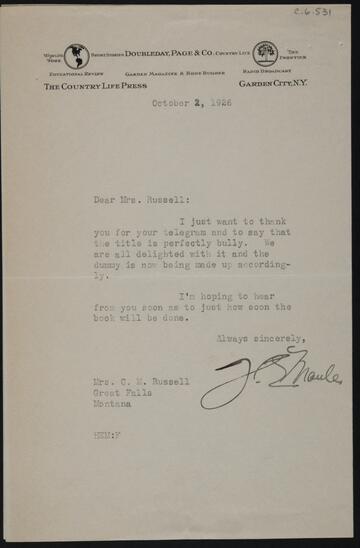 C.6.531
WORLD'S WORK SHORT STORIES DOUBLEDAY, PAGE & CO. COUNTRY LIFE THE FRONTIER
EDUCATIONAL REVIEW GARDEN MAGAZINE & HOME BUILDER RADIO BROADCAST
THE COUNTRY LIFE PRESS GARDEN CITY, N.Y.
October 2, 1926
Dear Mrs. Russell:
I just want to thank
you for your telegram and to say that
the title is perfectly bully. We
are all delighted with it and the
dummy is now being made up according-
ly.
I'm hoping to hear
from you soon as to just how soon the
book will be done.
Always sincerely,
Mrs. C. M. Russell
Great Falls
Montana
HEM:F